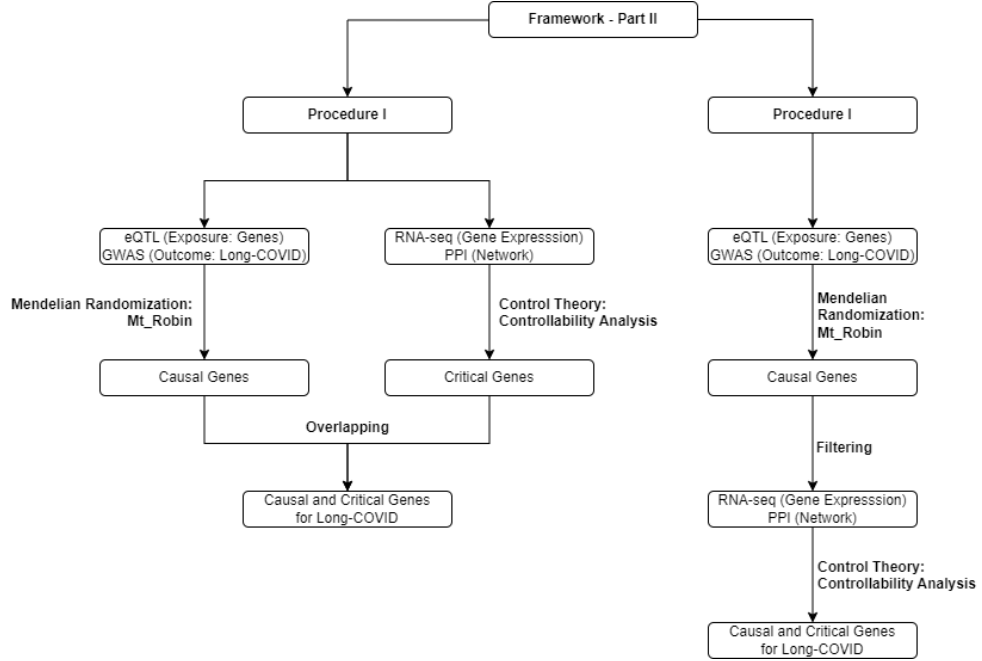 Framework - Part II
Procedure I
Procedure I
eQTL (Exposure: Genes)
GWAS (Outcome: Long-COVID)
RNA-seq (Gene Expresssion)
PPI (Network)
eQTL (Exposure: Genes)
GWAS (Outcome: Long-COVID)
Mendelian Randomization:
Mt_Robin
Control Theory:
Controllability Analysis
Mendelian
Randomization:
Mt_Robin
Causal Genes
Critical Genes
Causal Genes
Overlapping
Filtering
Causal and Critical Genes
for Long-COVID
RNA-seq (Gene Expresssion)
PPI (Network)
Control Theory:
Controllability Analysis
Causal and Critical Genes
for Long-COVID